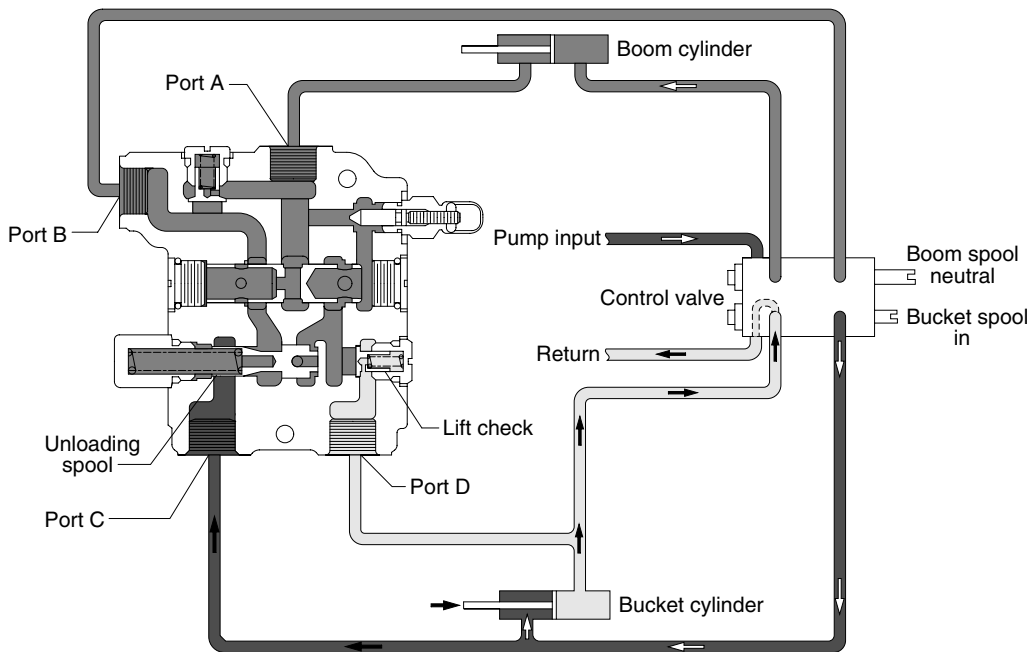 Boom cylinder
Port A
Port B
Pump input
Boom spool
neutral
Control valve
Bucket spool
in
Return
Lift check
Unloading
spool
Port D
Port C
Bucket cylinder